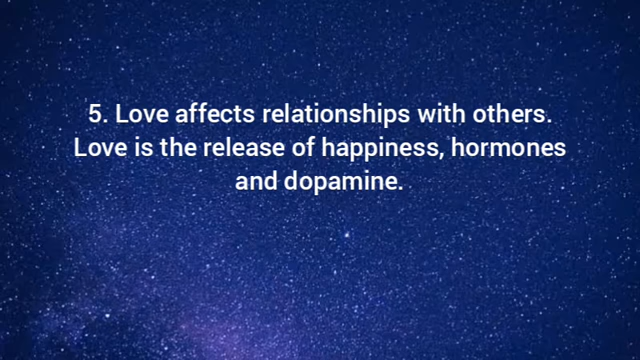 5. Love affects relationships with others.
Love is the release of happiness, hormones
and dopamine.